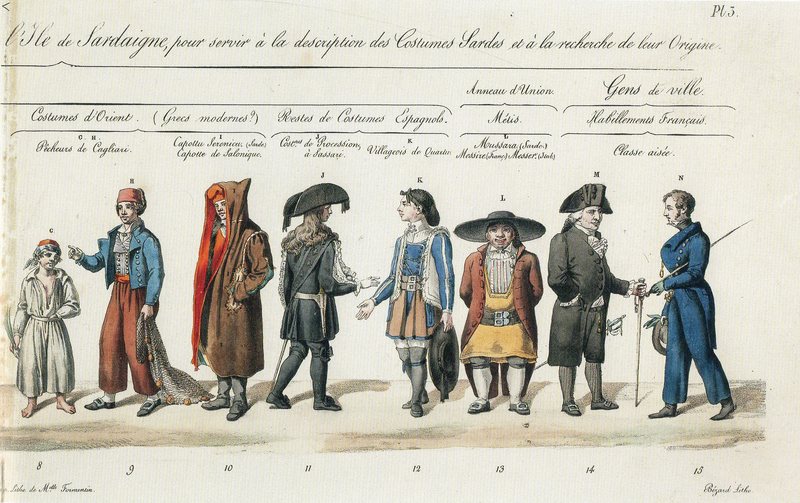 Pl 3.
l'Ile de Sardaigne, pour servir à la description des Costumes Sardes et à la recherche de leur Origine.
Anneau d'Union. Gens de ville.
Costumes d'Orient. (Grecs modernes?) Restes de Costumes Espagnols. Métis. Habillements Français.
G. H. I J K L
Pêcheurs de Cagliari. Capottu Serenicu (Sarde) Cost.mes de Procession, Villageois de Quartu. Mussara (Sarde.) Classe aisée.
Capotte de Salonique. à Sassari. Messire (Franç.) Messer
G H J K L M N
8 9 10 11 12 13 14 15
Litho. de M.lle Formentin. Bézard Litho.